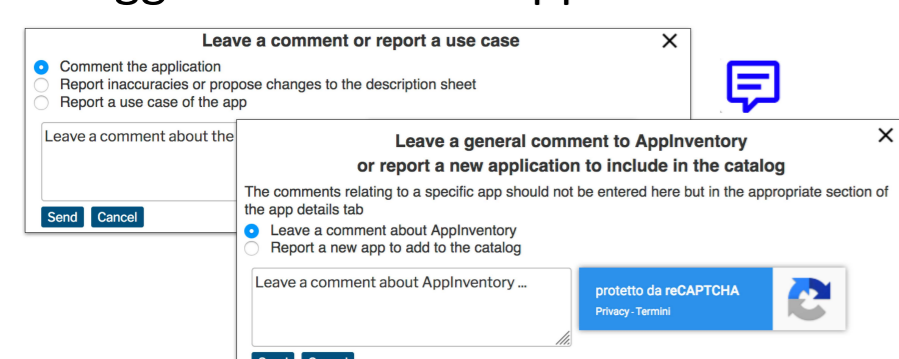 Leave a comment or report a use case
Comment the application
Report inaccuracies or propose changes to the description sheet
Report a use case of the app
Leave a comment about the
Send Cancel
Leave a general comment to AppInventory
or report a new application to include in the catalog
The comments relating to a specific app should not be entered here but in the appropriate section of
the app details tab
Leave a comment about AppInventory
Report a new app to add to the catalog
Leave a comment about AppInventory ...
protetto da reCAPTCHA
Privacy - Termini
Send Cancel